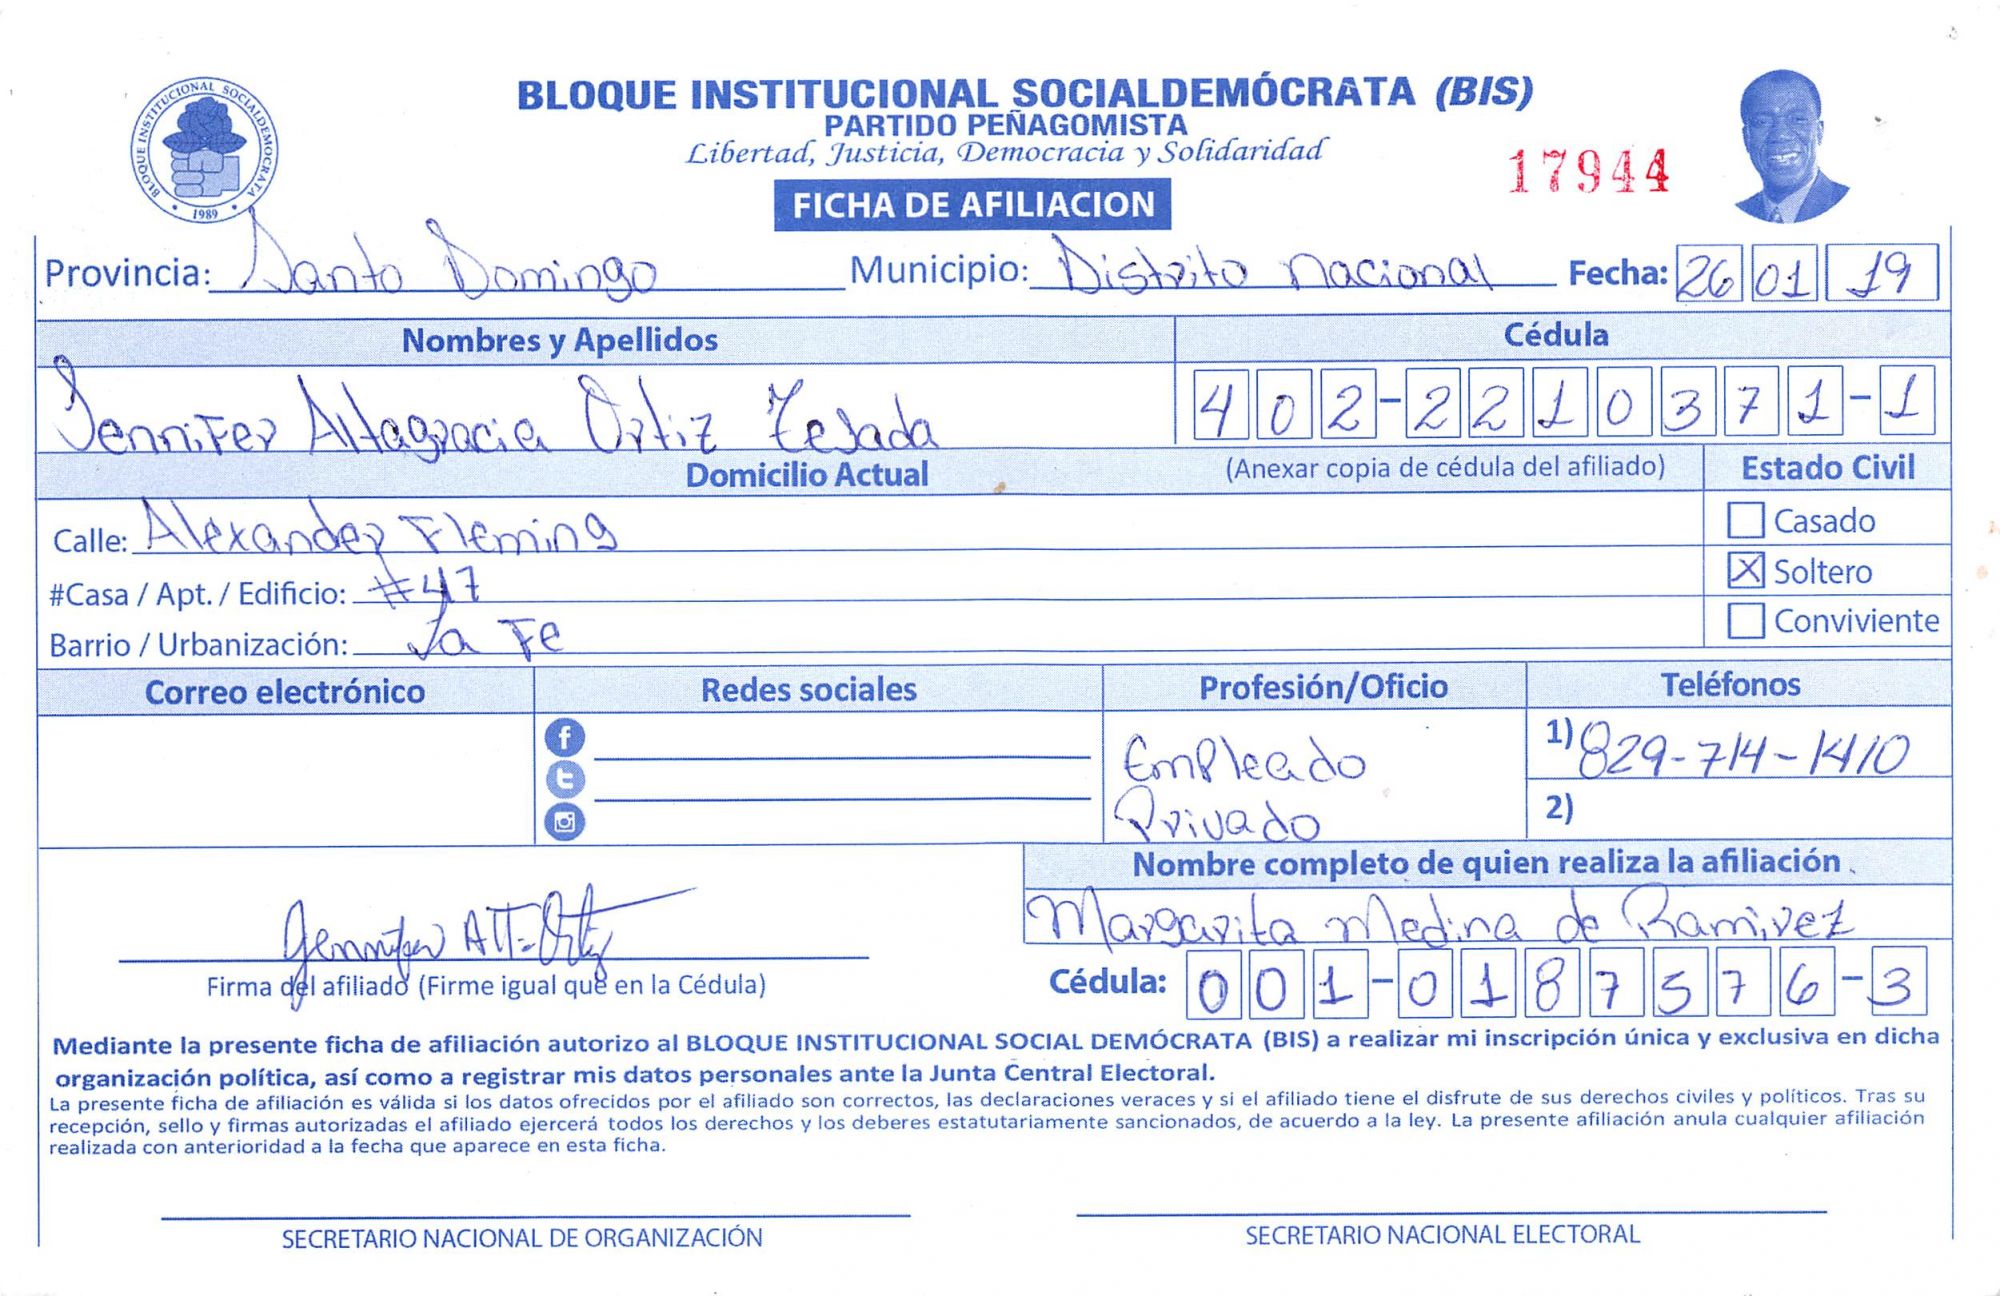 BLOQUE INSTITUCIONAL SOCIALDEMOCRATA
1989
BLOQUE INSTITUCIONAL SOCIALDEMÓCRATA (BIS)
PARTIDO PEÑAGOMISTA
Libertad, Justicia, Democracia y Solidaridad
17944
FICHA DE AFILIACION
Provincia: Santo Domingo Municipio: Distrito Nacional Fecha: 26 01 19
Nombres y Apellidos Cédula
Jennifer Altagracia Ortiz Tejada 402-2210371-1
Domicilio Actual (Anexar copia de cédula del afiliado) Estado Civil
Calle: Alexander Fleming Casado
#Casa / Apt. / Edificio: #47 X Soltero
Barrio / Urbanización: La Fe Conviviente
Correo electrónico Redes sociales Profesión/Oficio Teléfonos
Empleado 1) 829-714-1410
Privado 2)
Nombre completo de quien realiza la afiliación
Margarita Medina de Ramirez
Jennifer Alt. Ortiz
Firma del afiliado (Firme igual que en la Cédula) Cédula: 001-0187576-3
Mediante la presente ficha de afiliación autorizo al BLOQUE INSTITUCIONAL SOCIAL DEMÓCRATA (BIS) a realizar mi inscripción única y exclusiva en dicha
organización política, así como a registrar mis datos personales ante la Junta Central Electoral.
La presente ficha de afiliación es válida si los datos ofrecidos por el afiliado son correctos, las declaraciones veraces y si el afiliado tiene el disfrute de sus derechos civiles y políticos. Tras su
recepción, sello y firmas autorizadas el afiliado ejercerá todos los derechos y los deberes estatutariamente sancionados, de acuerdo a la ley. La presente afiliación anula cualquier afiliación
realizada con anterioridad a la fecha que aparece en esta ficha.
SECRETARIO NACIONAL DE ORGANIZACIÓN SECRETARIO NACIONAL ELECTORAL